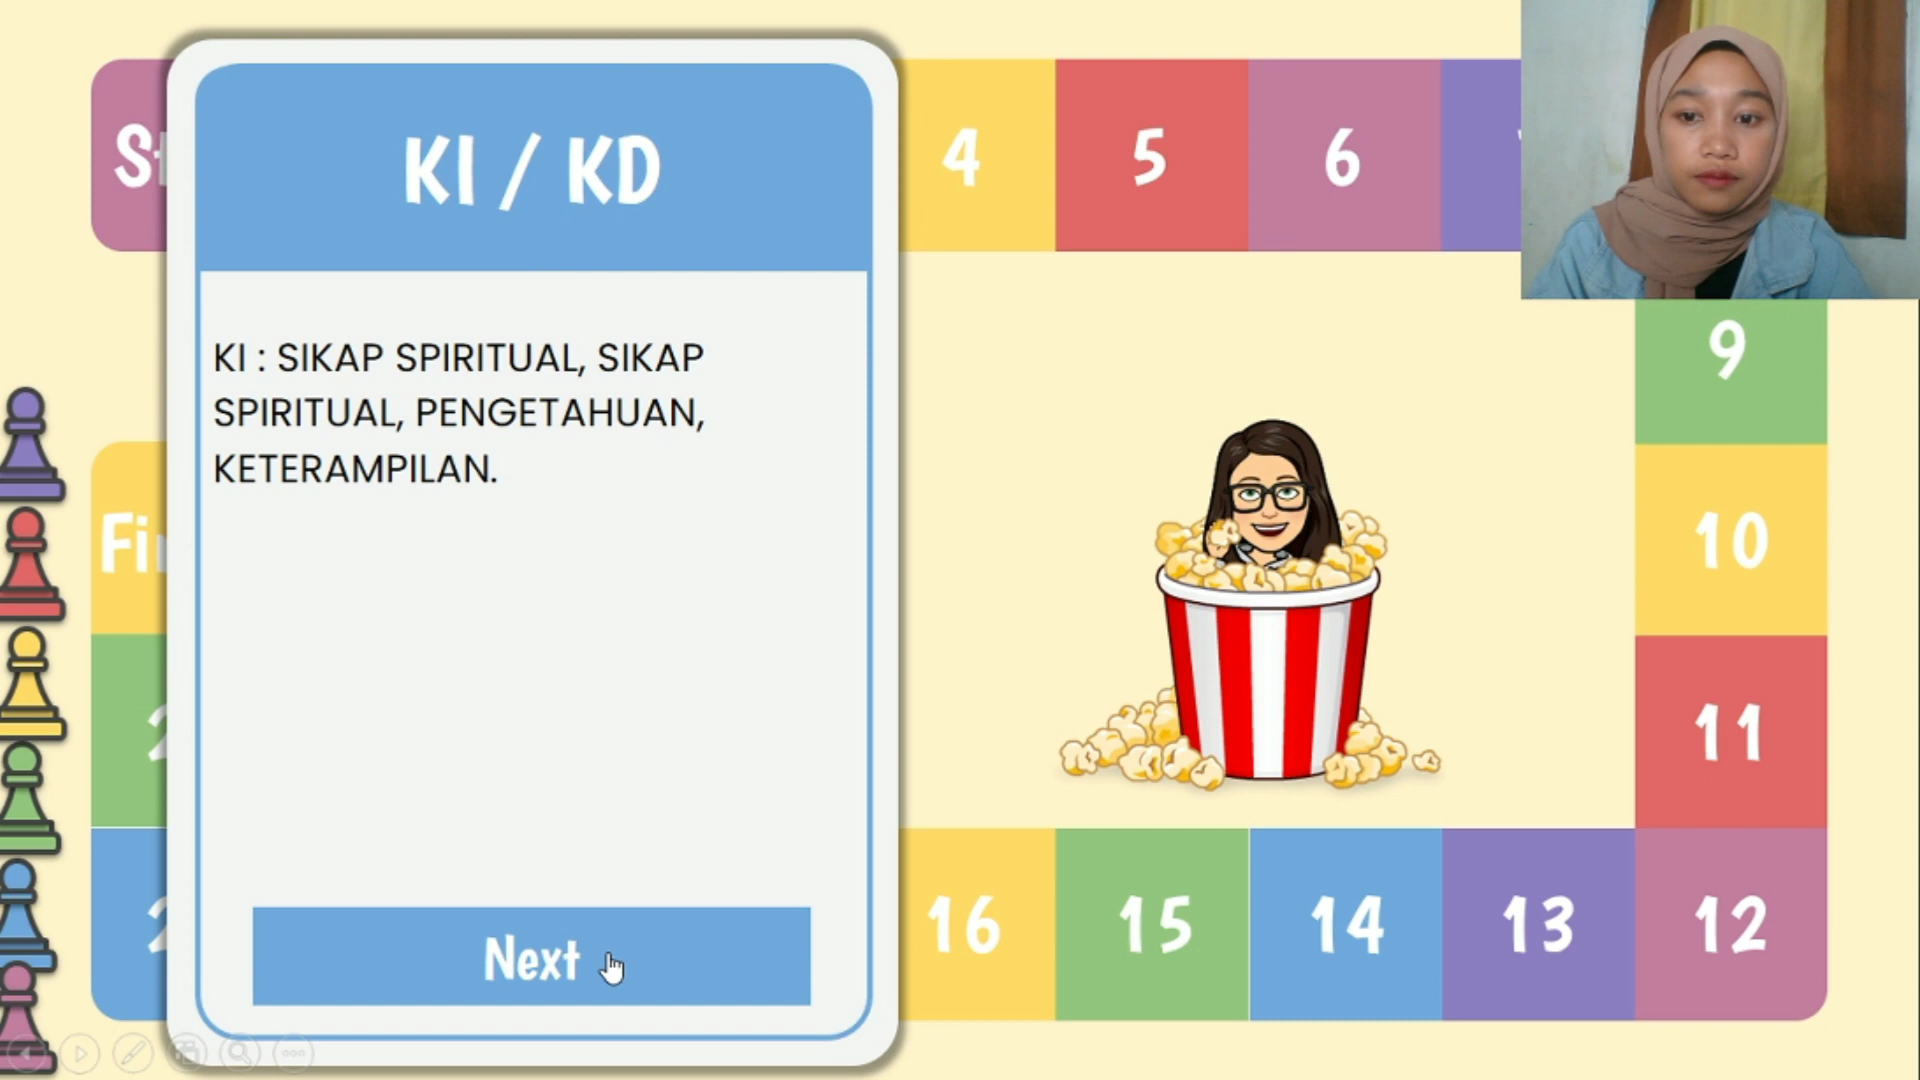 KI / KD
KI : SIKAP SPIRITUAL, SIKAP
SPIRITUAL, PENGETAHUAN,
KETERAMPILAN.
Next
4
5
6
9
10
11
16
15
14
13
12